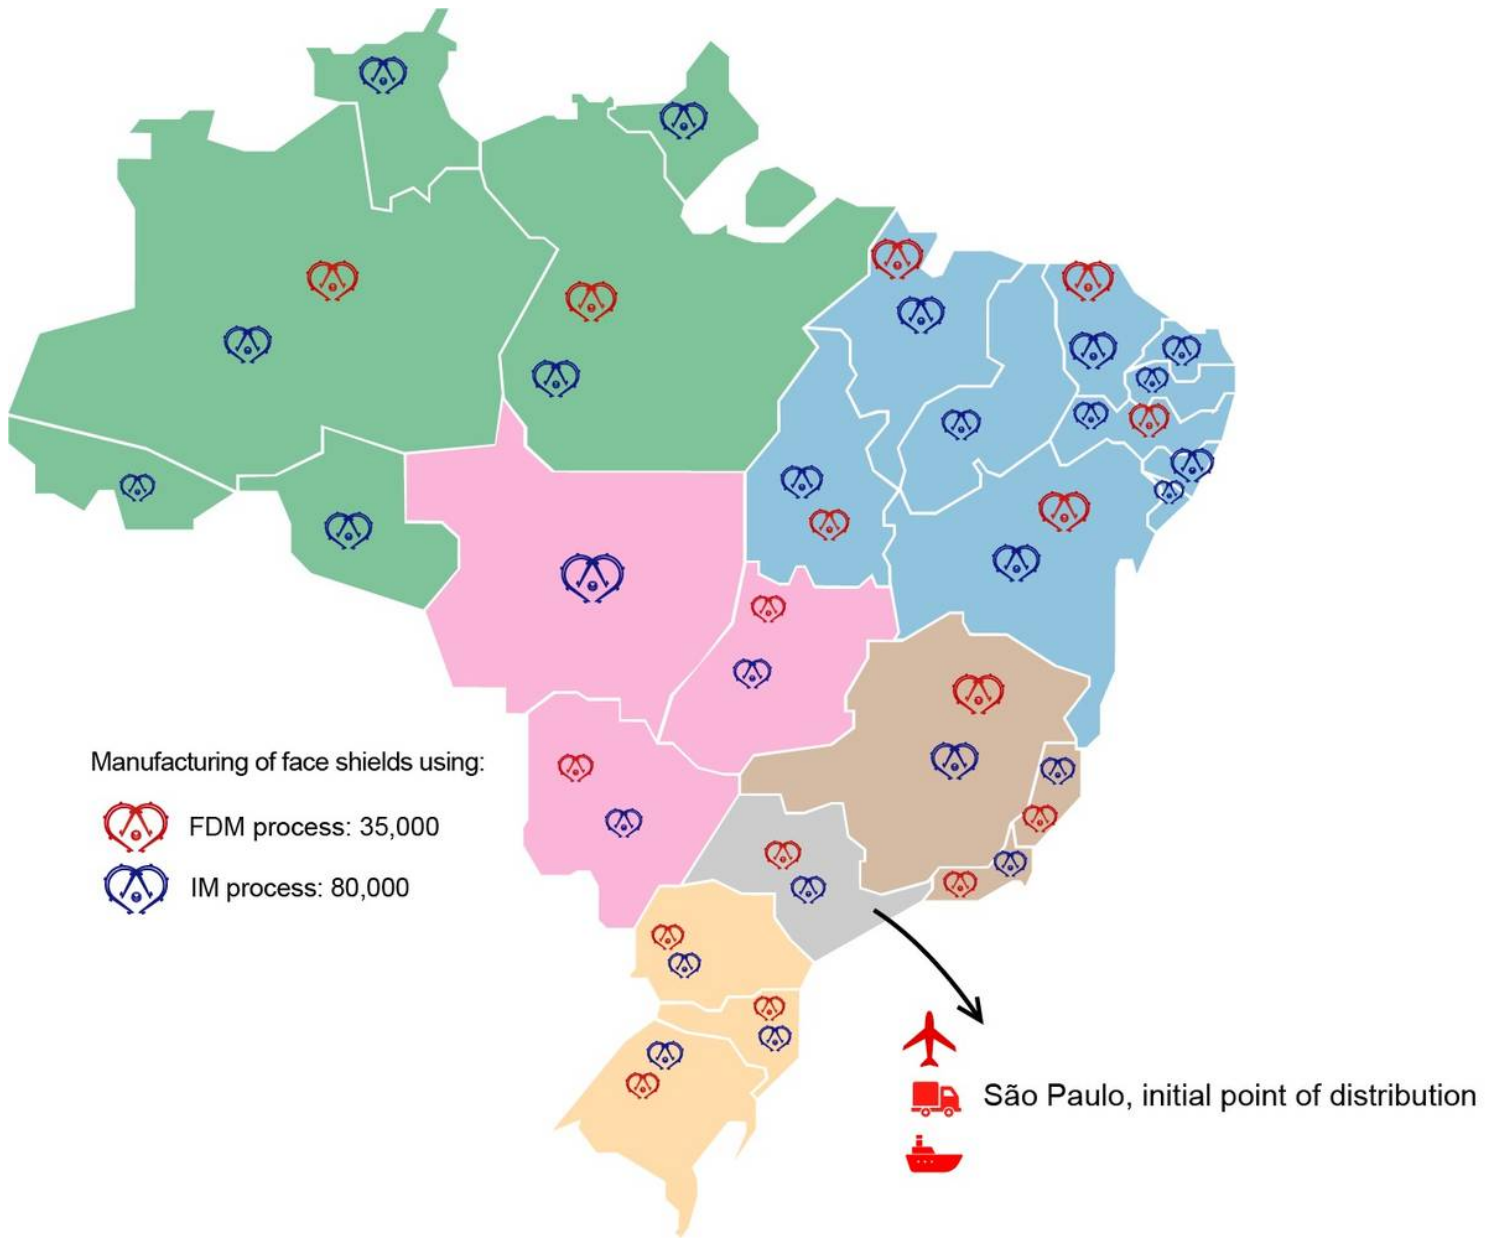 Manufacturing of face shields using:
FDM process: 35,000
IM process: 80,000
São Paulo, initial point of distribution